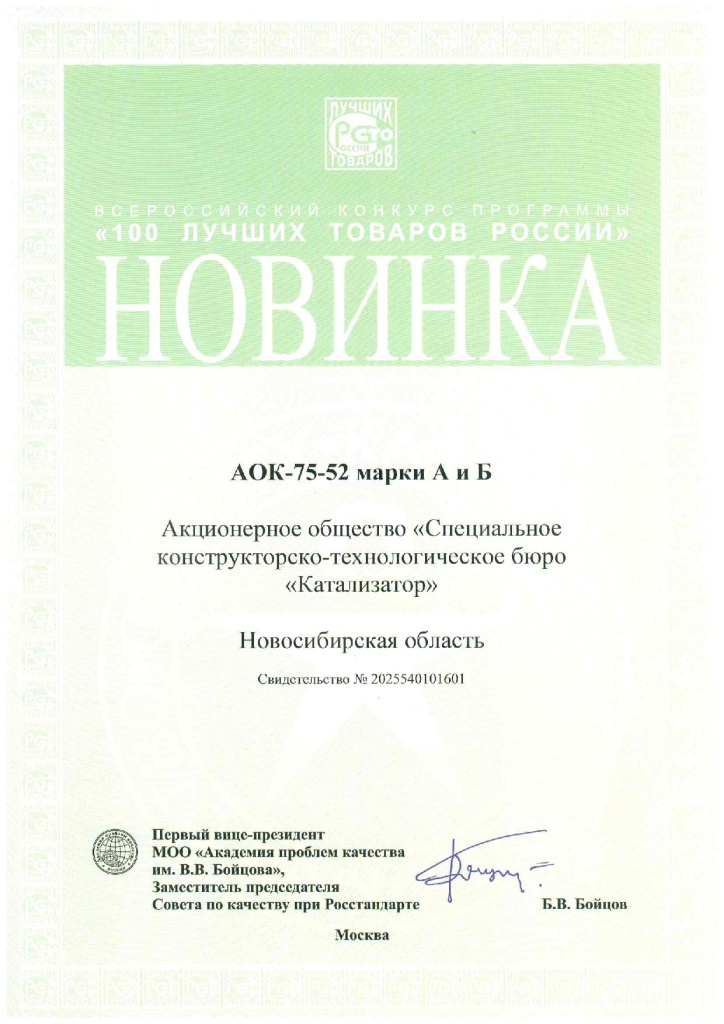 ЛУЧШИХ
РОССИИ
ТОВАРОВ
ВСЕРОССИЙСКИЙ КОНКУРС ПРОГРАММЫ
«100 ЛУЧШИХ ТОВАРОВ РОССИИ»
НОВИНКА
АОК-75-52 марки А и Б
Акционерное общество «Специальное
конструкторско-технологическое бюро
«Катализатор»
Новосибирская область
Свидетельство № 2025540101601
Первый вице-президент
МОО «Академия проблем качества
им. В.В. Бойцова»,
Заместитель председателя
Совета по качеству при Росстандарте
Б.В. Бойцов
Москва